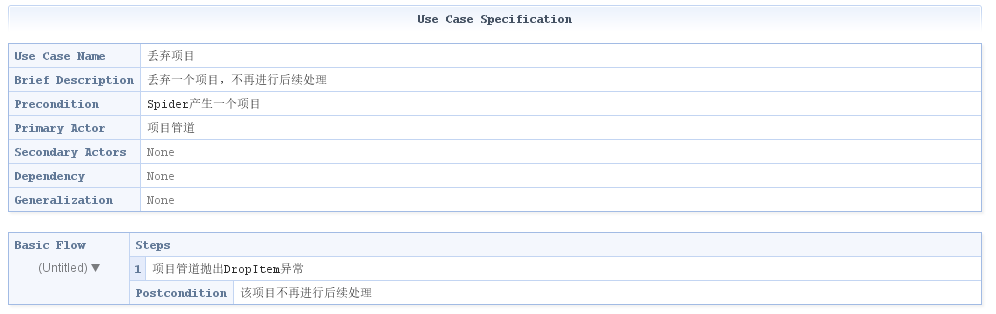 Use Case Specification
Use Case Name 丢弃项目
Brief Description 丢弃一个项目，不再进行后续处理
Precondition Spider产生一个项目
Primary Actor 项目管道
Secondary Actors None
Dependency None
Generalization None
Basic Flow Steps
(Untitled) ▼ 1 项目管道抛出DropItem异常
Postcondition 该项目不再进行后续处理